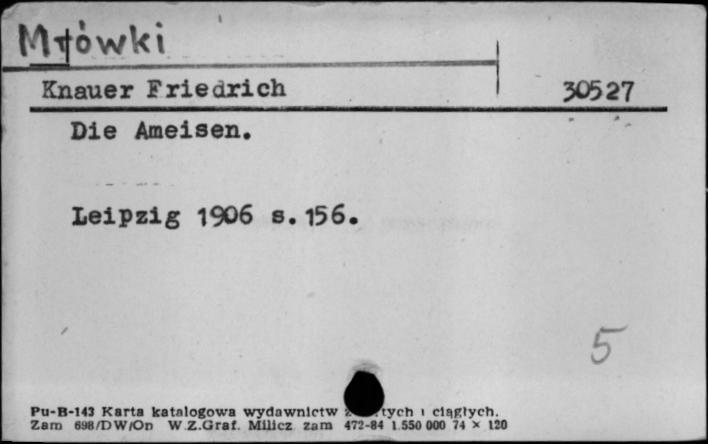 Mrówki
Knauer Friedrich 30527
Die Ameisen.
Leipzig 1906 s.156.
5
Pu-B-143 Karta katalogowa wydawnictw i ciągłych.
Zam 698/DW/On W.Z.Graf. Milicz zam 472-84 1.550 000 74 × 120